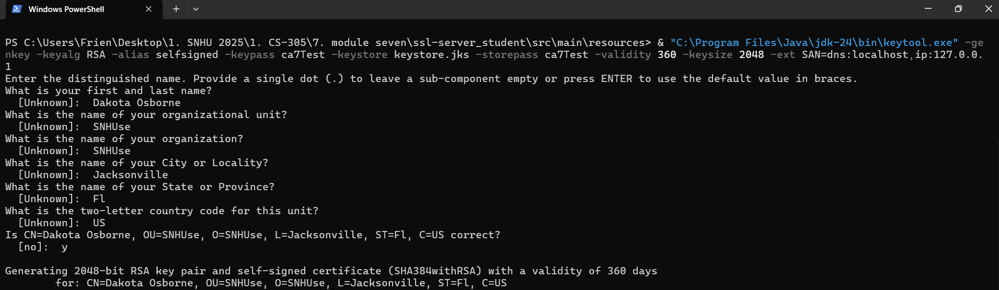 Windows PowerShell
PS C:\Users\Frien\Desktop\1. SNHU 2025\1. CS-305\7. module seven\ssl-server_student\src\main\resources> & "C:\Program Files\Java\jdk-24\bin\keytool.exe" -ge
nkey -keyalg RSA -alias selfsigned -keypass ca7Test -keystore keystore.jks -storepass ca7Test -validity 360 -keysize 2048 -ext SAN=dns:localhost,ip:127.0.0.
1
Enter the distinguished name. Provide a single dot (.) to leave a sub-component empty or press ENTER to use the default value in braces.
What is your first and last name?
  [Unknown]:  Dakota Osborne
What is the name of your organizational unit?
  [Unknown]:  SNHUse
What is the name of your organization?
  [Unknown]:  SNHUse
What is the name of your City or Locality?
  [Unknown]:  Jacksonville
What is the name of your State or Province?
  [Unknown]:  Fl
What is the two-letter country code for this unit?
  [Unknown]:  US
Is CN=Dakota Osborne, OU=SNHUse, O=SNHUse, L=Jacksonville, ST=Fl, C=US correct?
  [no]:  y
Generating 2048-bit RSA key pair and self-signed certificate (SHA384withRSA) with a validity of 360 days
        for: CN=Dakota Osborne, OU=SNHUse, O=SNHUse, L=Jacksonville, ST=Fl, C=US